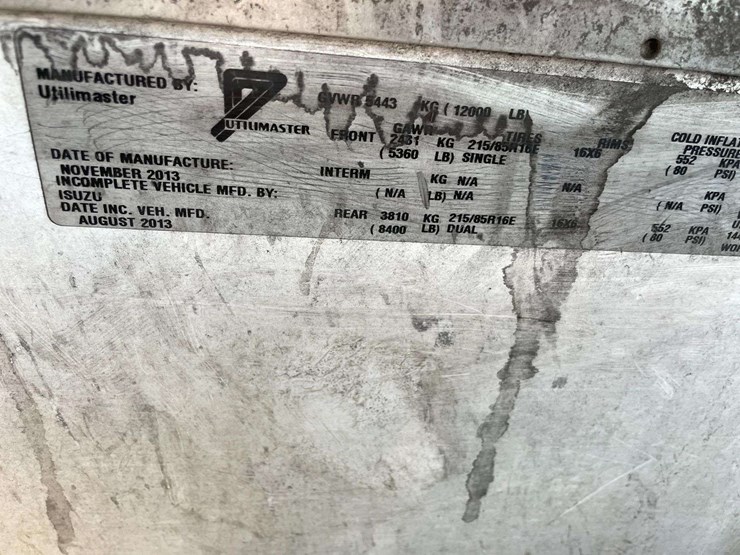 MANUFACTURED BY:
Utilimaster
UTILIMASTER
DATE OF MANUFACTURE:
NOVEMBER 2013
INCOMPLETE VEHICLE MFD. BY:
ISUZU
DATE INC. VEH. MFD.
AUGUST 2013
GVWR 5443 KG ( 12000 LB)
GAWR TIRES RIMS COLD INFLAT
PRESSURE
FRONT 2431 KG 215/85R16E 16X6 552 KPA
( 5360 LB) SINGLE ( 80 PSI)
INTERM KG N/A N/A KPA
( N/A LB) N/A ( N/A PSI)
REAR 3810 KG 215/85R16E 16X6 552 KPA
( 8400 LB) DUAL ( 80 PSI)